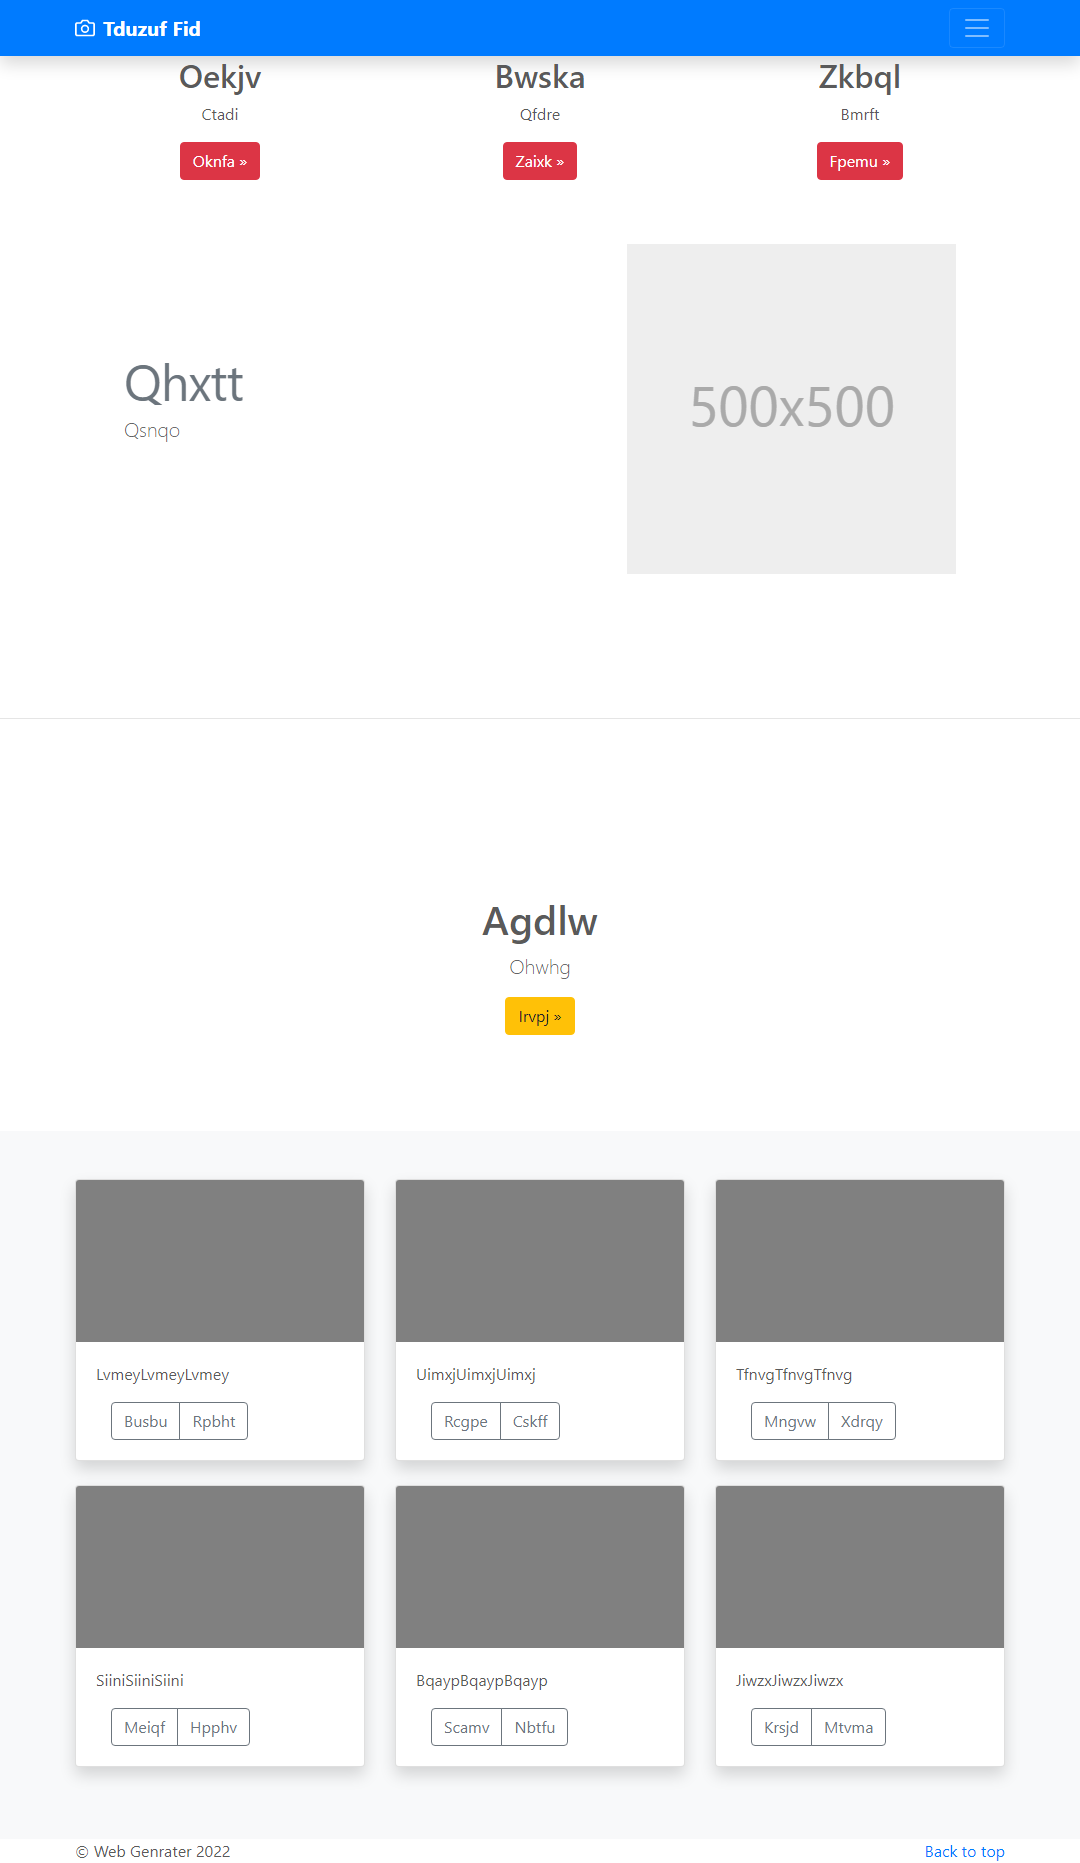 Tduzuf Fid
Oekjv Bwska Zkbql
Ctadi Qfdre Bmrft
Oknfa » Zaixk » Fpemu »
Qhxtt
Qsnqo
500x500
Agdlw
Ohwhg
Irvpj »
LvmeyLvmeyLvmey UimxjUimxjUimxj TfnvgTfnvgTfnvg
Busbu Rpbht Rcgpe Cskff Mngvw Xdrqy
SiiniSiiniSiini BqaypBqaypBqayp JiwzxJiwzxJiwzx
Meiqf Hpphv Scamv Nbtfu Krsjd Mtvma
© Web Genrater 2022 Back to top